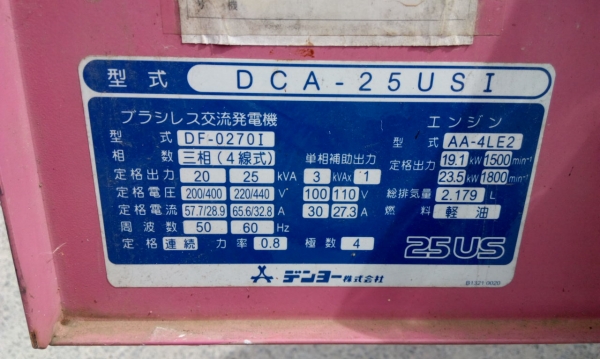 型式 DCA-25USI
ブラシレス交流発電機 エンジン
型式 DF-0270I 型式 AA-4LE2
相数 三相(4線式) 単相補助出力 定格出力 19.1 kW 1500 min⁻¹
定格出力 20 25 kVA 3 kVAx 1 23.5 kW 1800 min⁻¹
定格電圧 200/400 220/440 V 100 110 V 総排気量 2.179 L
定格電流 57.7/28.9 65.6/32.8 A 30 27.3 A 燃料 軽油
周波数 50 60 Hz
定格 連続 力率 0.8 極数 4 25US
デンヨー株式会社